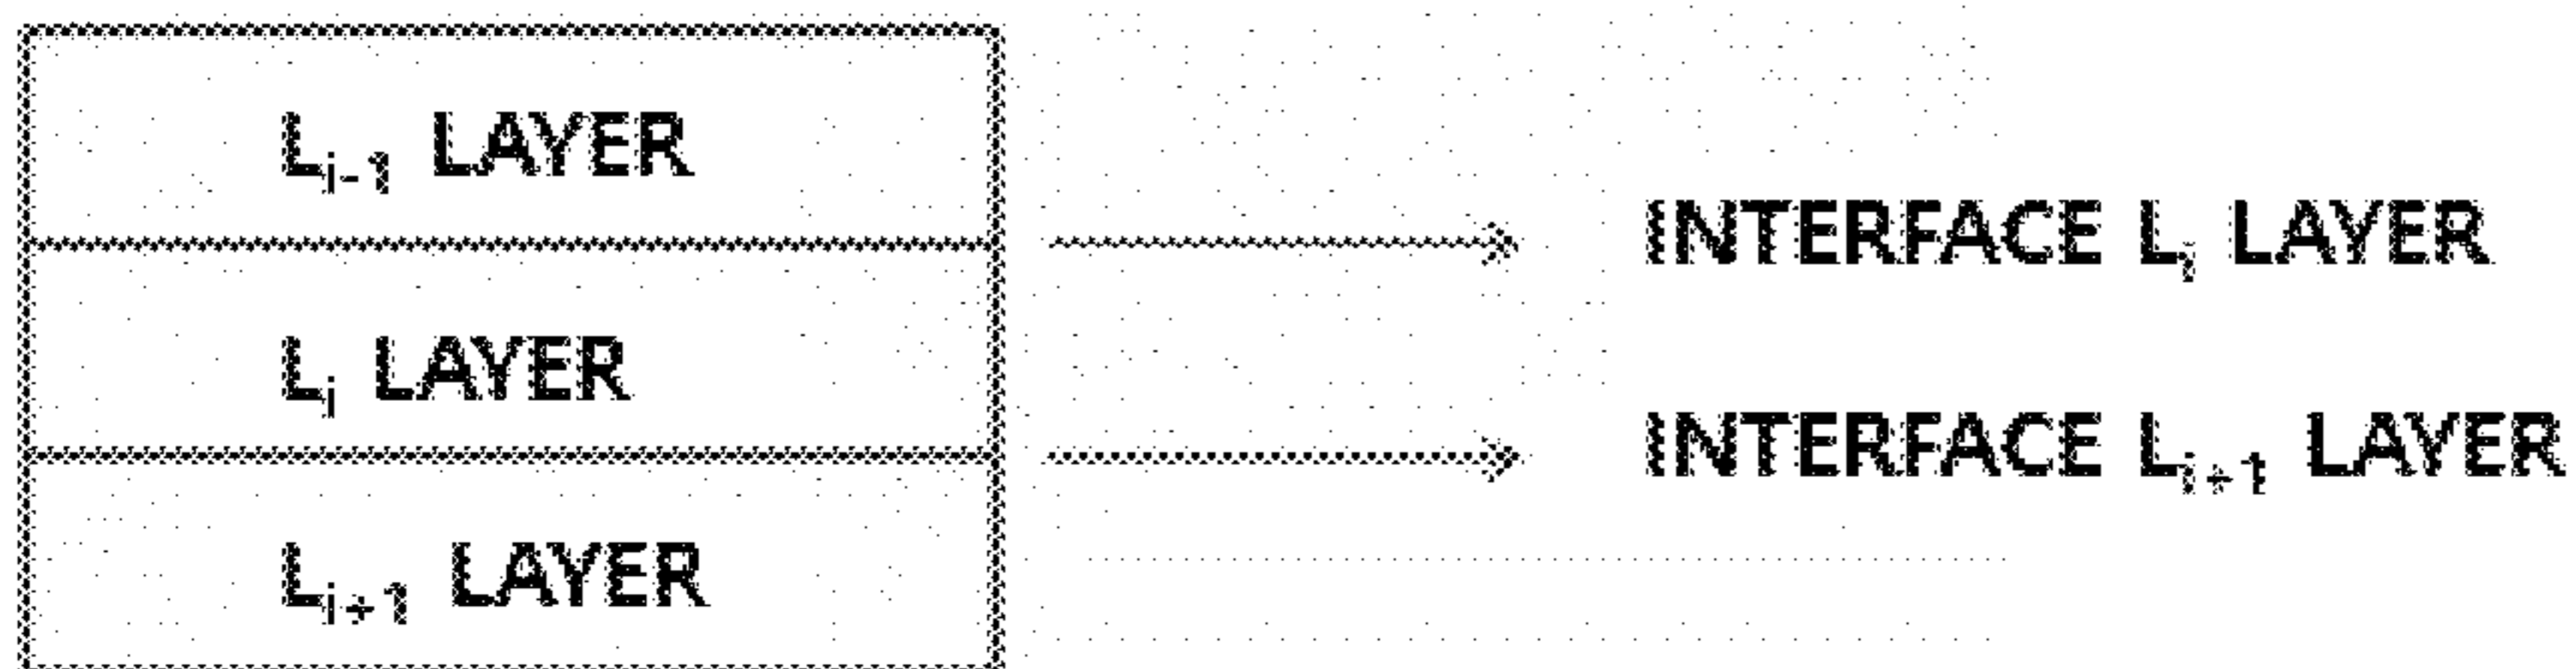 Lᵢ₋₁ LAYER
INTERFACE Lᵢ LAYER
Lᵢ LAYER
INTERFACE Lᵢ₊₁ LAYER
Lᵢ₊₁ LAYER